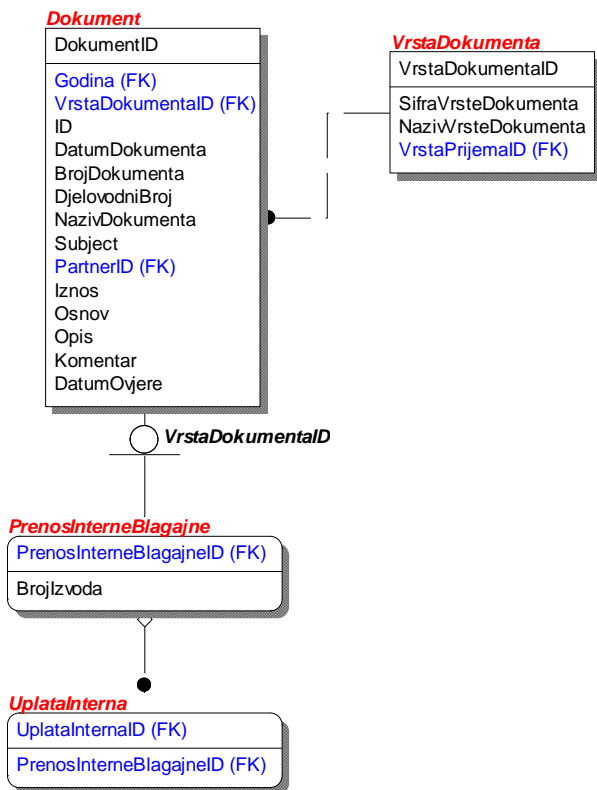 Dokument
DokumentID
Godina (FK)
VrstaDokumentaID (FK)
ID
DatumDokumenta
BrojDokumenta
DjelovodniBroj
NazivDokumenta
Subject
PartnerID (FK)
Iznos
Osnov
Opis
Komentar
DatumOvjere
VrstaDokumenta
VrstaDokumentaID
SifraVrsteDokumenta
NazivVrsteDokumenta
VrstaPrijemaID (FK)
VrstaDokumentaID
PrenosInterneBlagajne
PrenosInterneBlagajneID (FK)
BrojIzvoda
UplataInterna
UplataInternaID (FK)
PrenosInterneBlagajneID (FK)